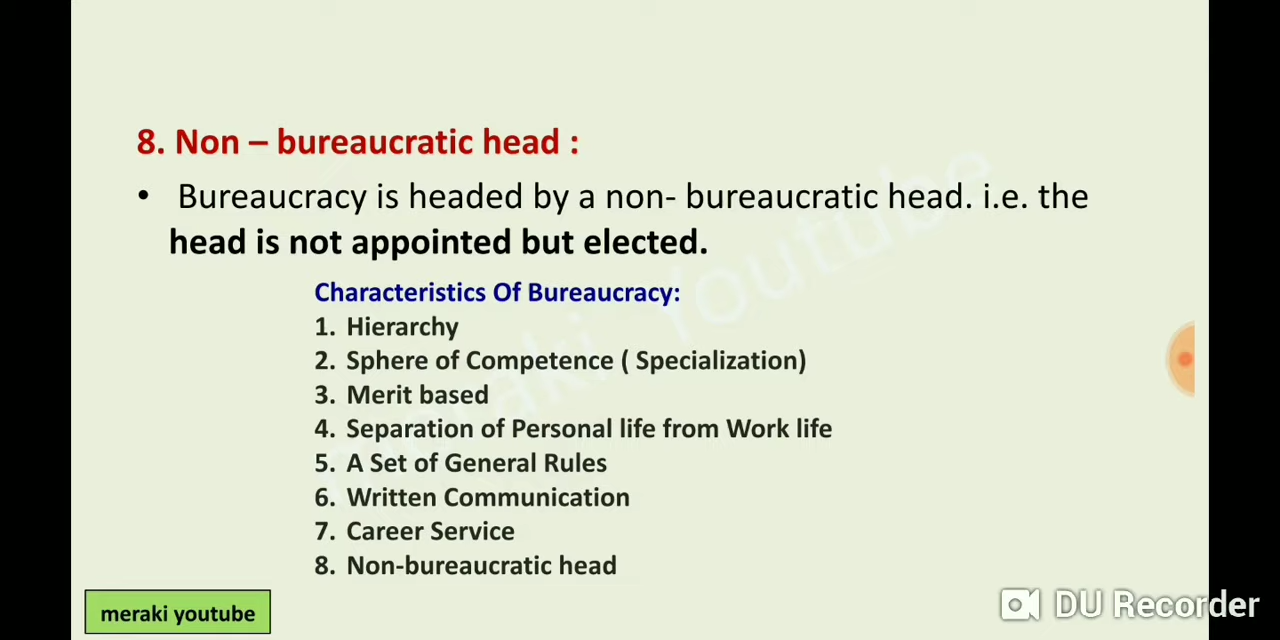 8. Non – bureaucratic head :
• Bureaucracy is headed by a non- bureaucratic head. i.e. the
head is not appointed but elected.
Characteristics Of Bureaucracy:
1. Hierarchy
2. Sphere of Competence ( Specialization)
3. Merit based
4. Separation of Personal life from Work life
5. A Set of General Rules
6. Written Communication
7. Career Service
8. Non-bureaucratic head
meraki Youtube
meraki youtube
DU Recorder